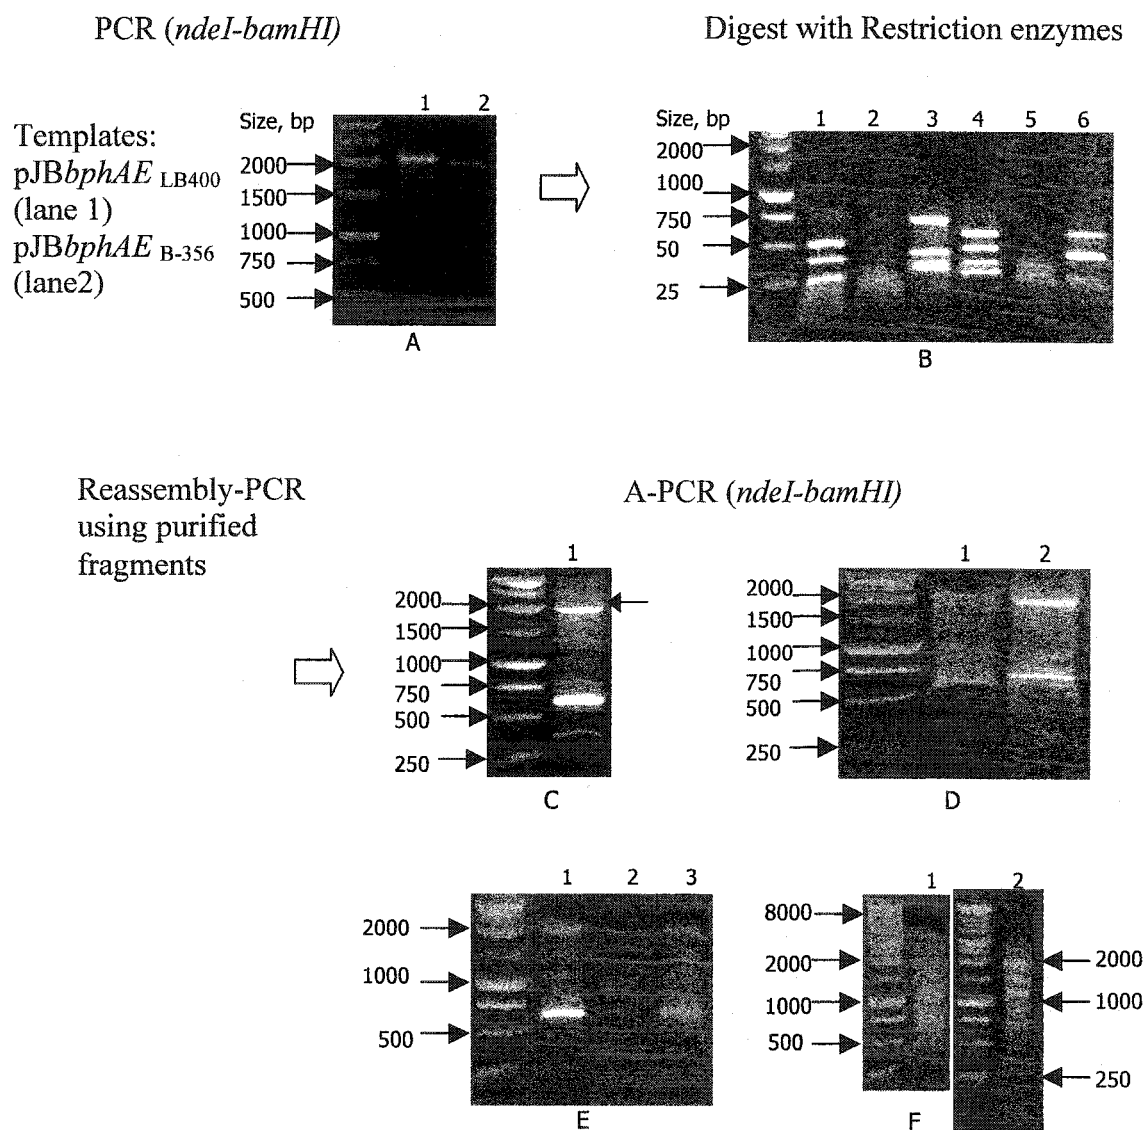 PCR (ndeI-bamHI)
Digest with Restriction enzymes
Templates:
pJBbphAE LB400
(lane 1)
pJBbphAE B-356
(lane2)
Size, bp
1 2
2000
1500
1000
750
500
A
Size, bp
1 2 3 4 5 6
2000
1000
750
50
25
B
Reassembly-PCR
using purified
fragments
A-PCR (ndeI-bamHI)
1
2000
1500
1000
750
500
250
C
1 2
2000
1500
1000
750
500
250
D
1 2 3
2000
1000
500
E
1 2
8000
2000
1000
500
2000
1000
250
F